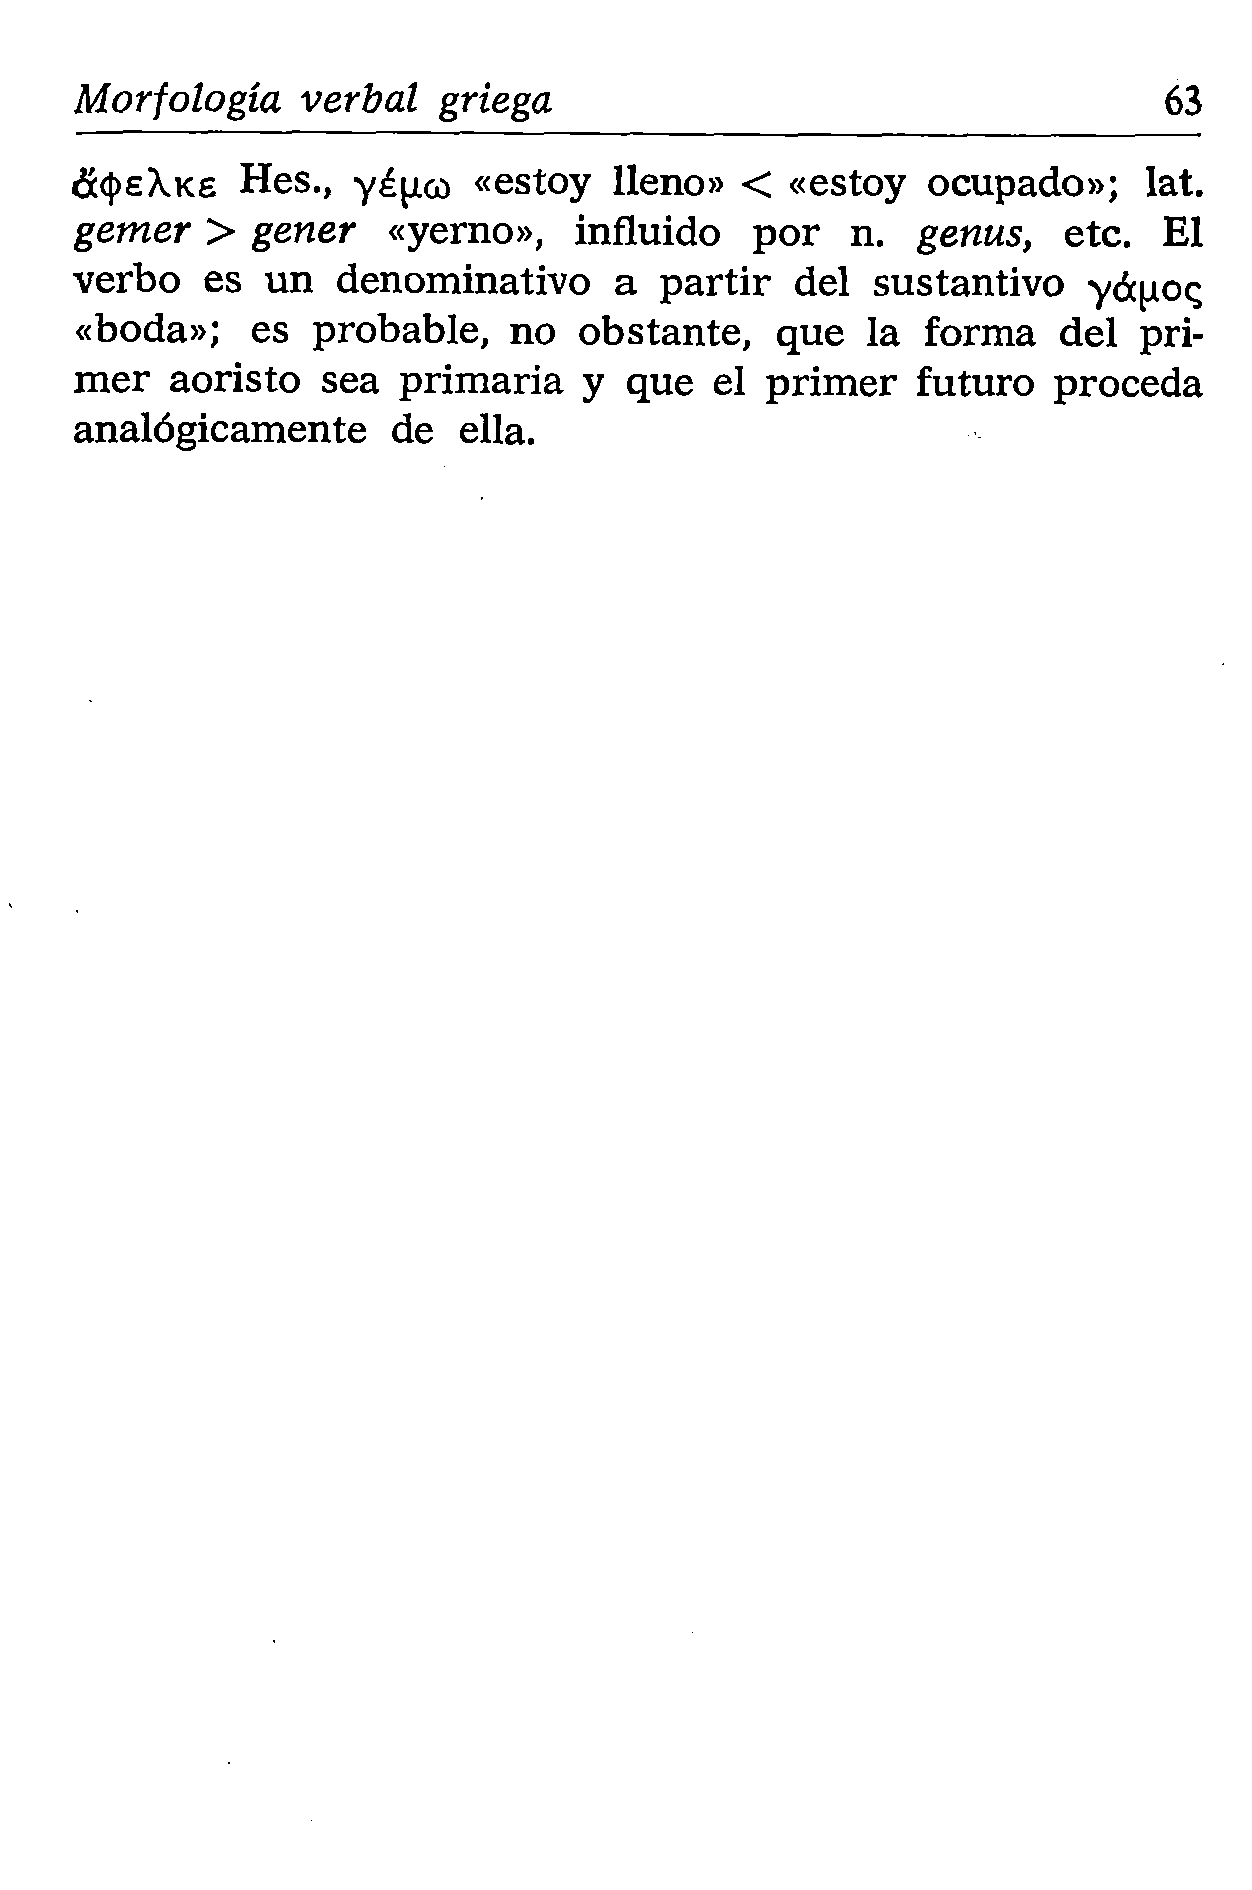 Morfología verbal griega 63
ἄφελκε Hes., γέμω «estoy lleno» < «estoy ocupado»; lat.
gemer > gener «yerno», influido por n. genus, etc. El
verbo es un denominativo a partir del sustantivo γάμος
«boda»; es probable, no obstante, que la forma del pri-
mer aoristo sea primaria y que el primer futuro proceda
analógicamente de ella.